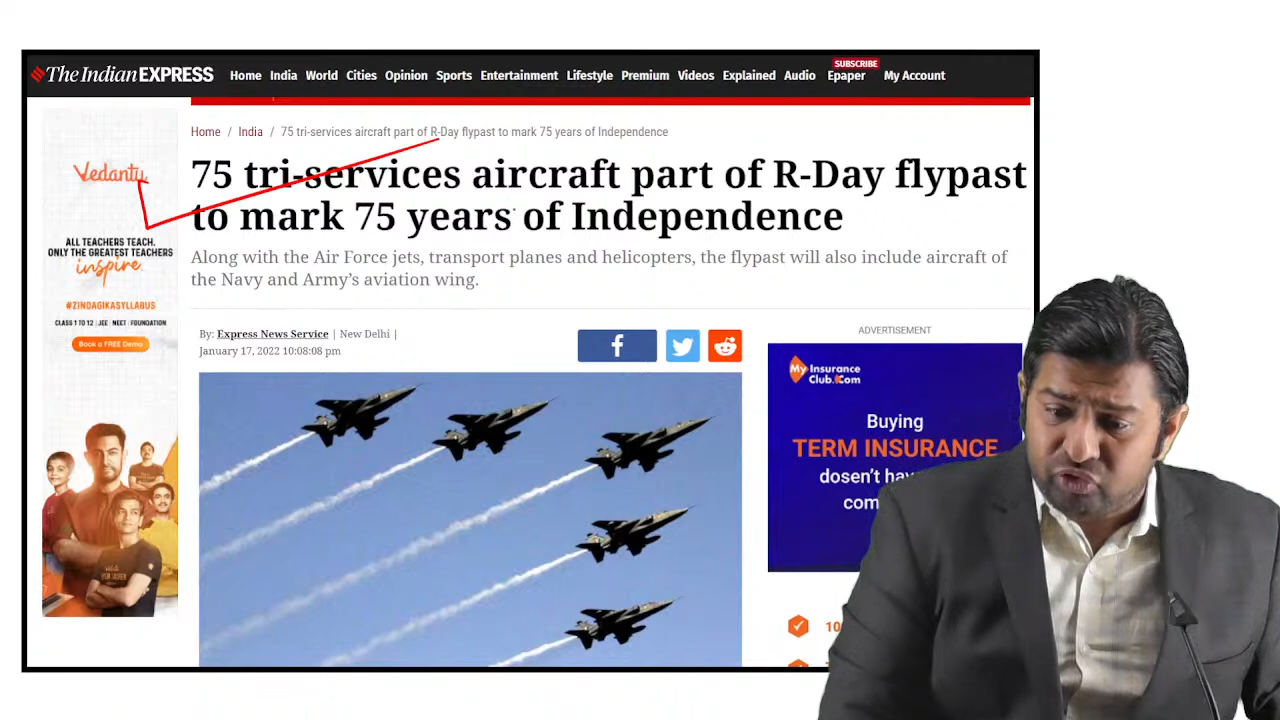 The Indian EXPRESS Home India World Cities Opinion Sports Entertainment Lifestyle Premium Videos Explained Audio Epaper My Account
SUBSCRIBE
Home / India / 75 tri-services aircraft part of R-Day flypast to mark 75 years of Independence
75 tri-services aircraft part of R-Day flypast
to mark 75 years of Independence
Along with the Air Force jets, transport planes and helicopters, the flypast will also include aircraft of
the Navy and Army's aviation wing.
By: Express News Service | New Delhi |
January 17, 2022 10:08:08 pm
Vedantu
ALL TEACHERS TEACH.
ONLY THE GREATEST TEACHERS
inspire.
#ZINDAGIKASYLLABUS
CLASS 1 TO 12 | JEE | NEET | FOUNDATION
Book a FREE Demo
ADVERTISEMENT
My Insurance
Club.Com
Buying
TERM INSURANCE
dosen't